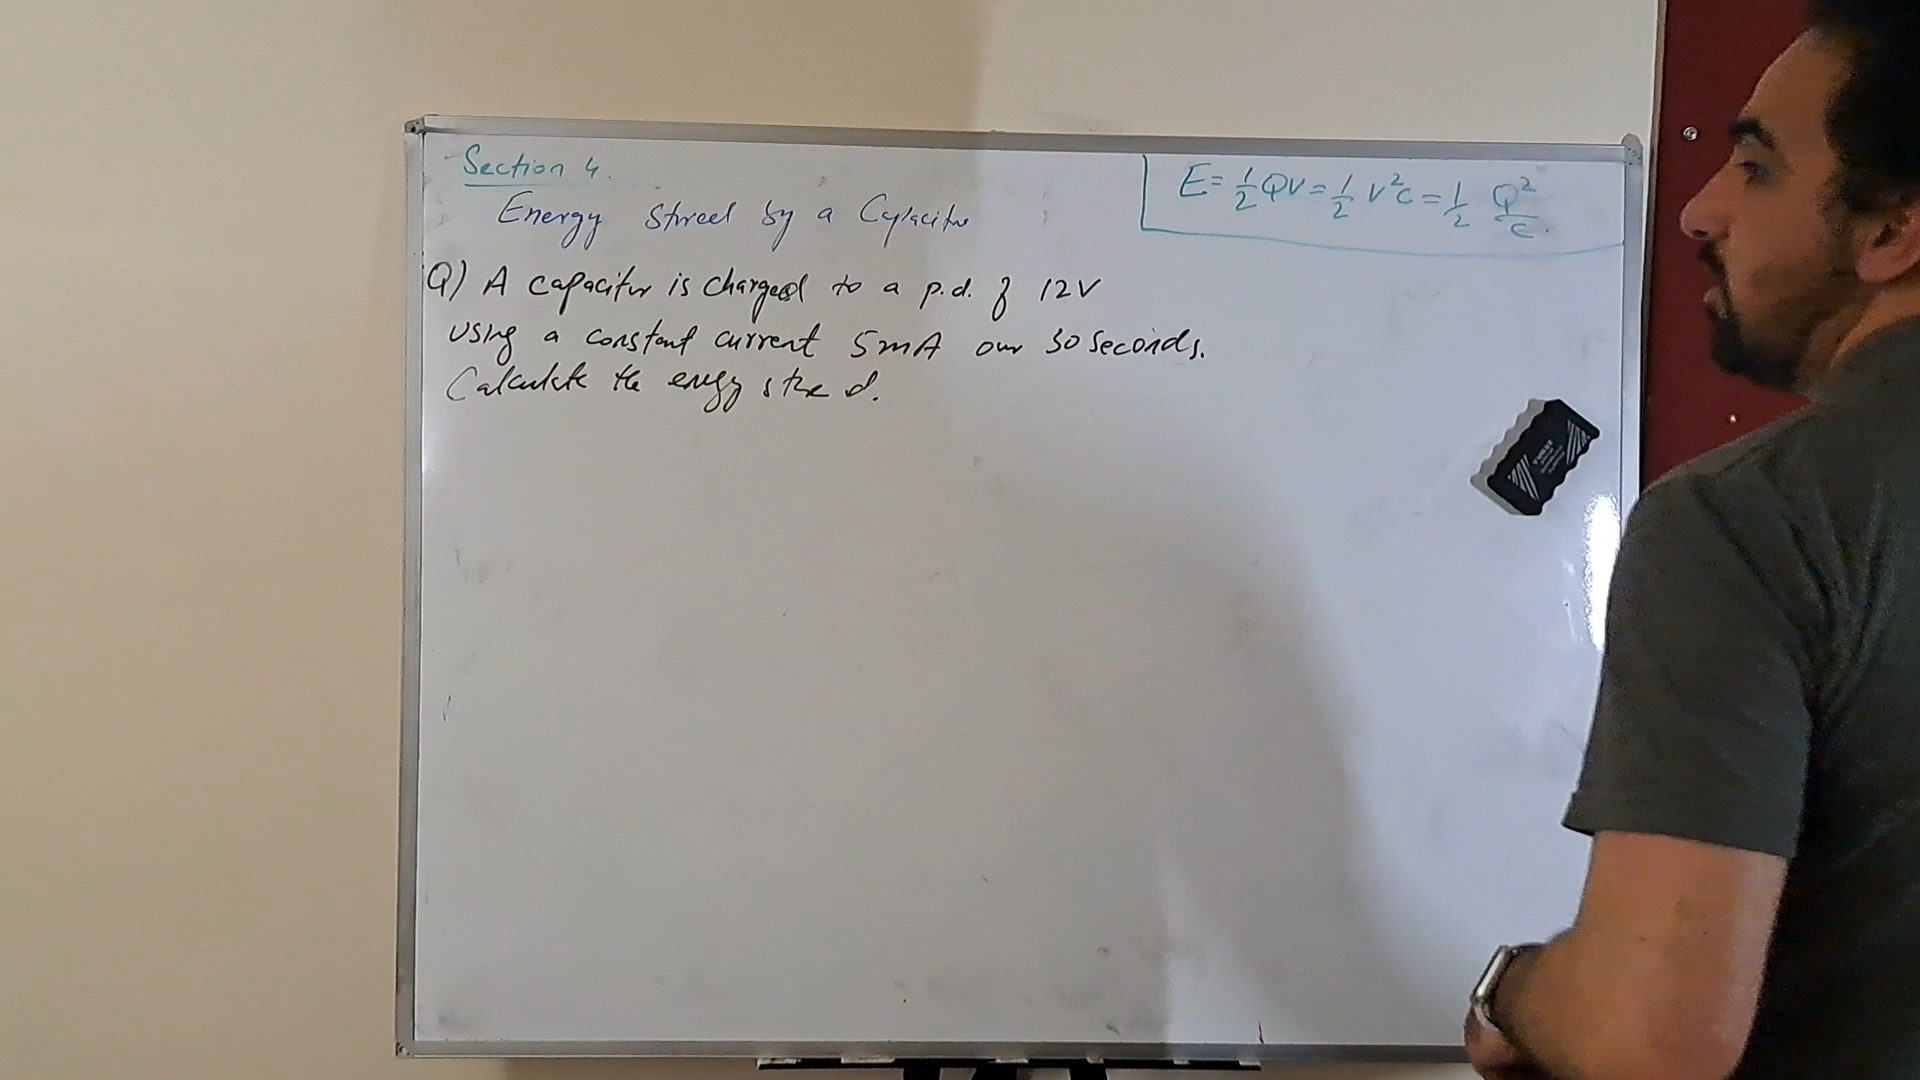 Section 4.
Energy stored by a Capacitor
E = 1/2 QV = 1/2 V²C = 1/2 Q²/C
Q) A capacitor is charged to a p.d. of 12V
using a constant current 5mA over 30 seconds.
Calculate the energy stored.